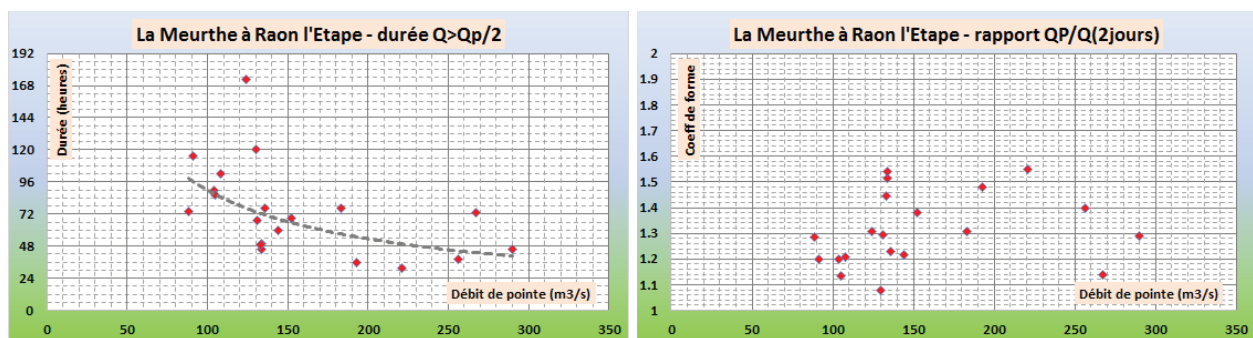 La Meurthe à Raon l'Etape - durée Q>Qp/2
192
168
144
120
96
72
48
24
0
Durée (heures)
Débit de pointe (m3/s)
0 50 100 150 200 250 300 350
La Meurthe à Raon l'Etape - rapport QP/Q(2jours)
2
1.9
1.8
1.7
1.6
1.5
1.4
1.3
1.2
1.1
1
Coeff de forme
Débit de pointe (m3/s)
0 50 100 150 200 250 300 350